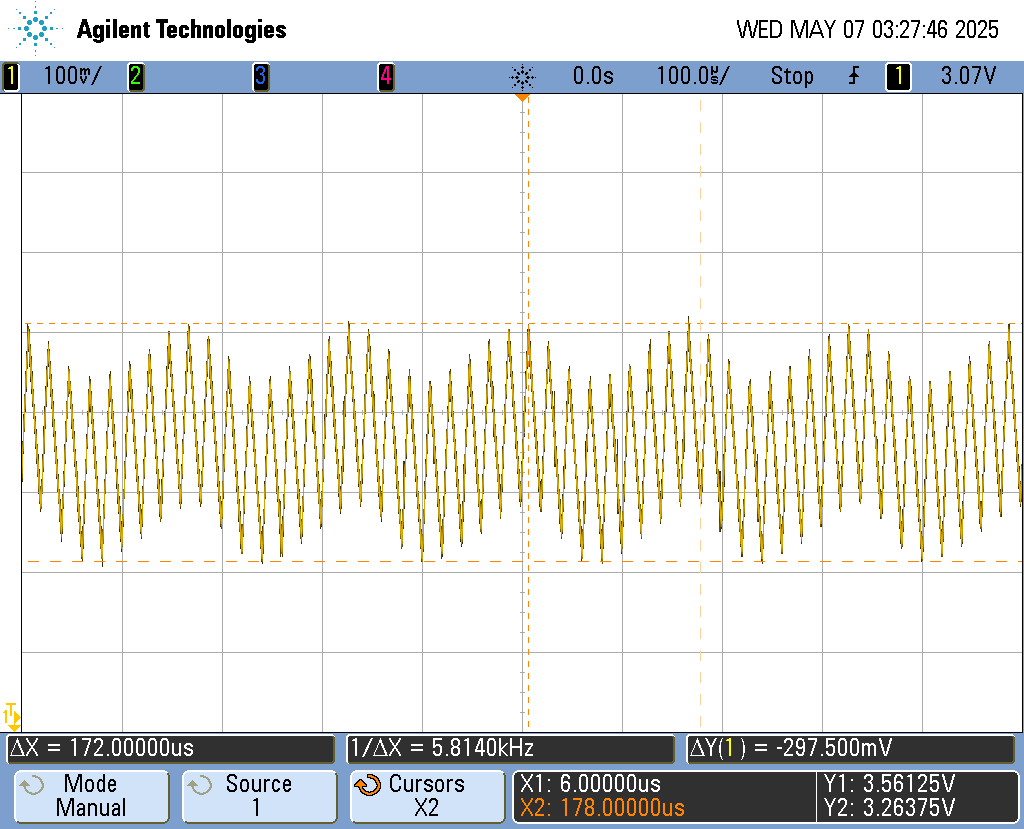 Agilent Technologies WED MAY 07 03:27:46 2025
1 100mV/ 2 3 4 0.0s 100.0us/ Stop 1 3.07V
T
ΔX = 172.00000us 1/ΔX = 5.8140kHz ΔY(1) = -297.500mV
Mode Source Cursors X1: 6.00000us Y1: 3.56125V
Manual 1 X2 X2: 178.00000us Y2: 3.26375V